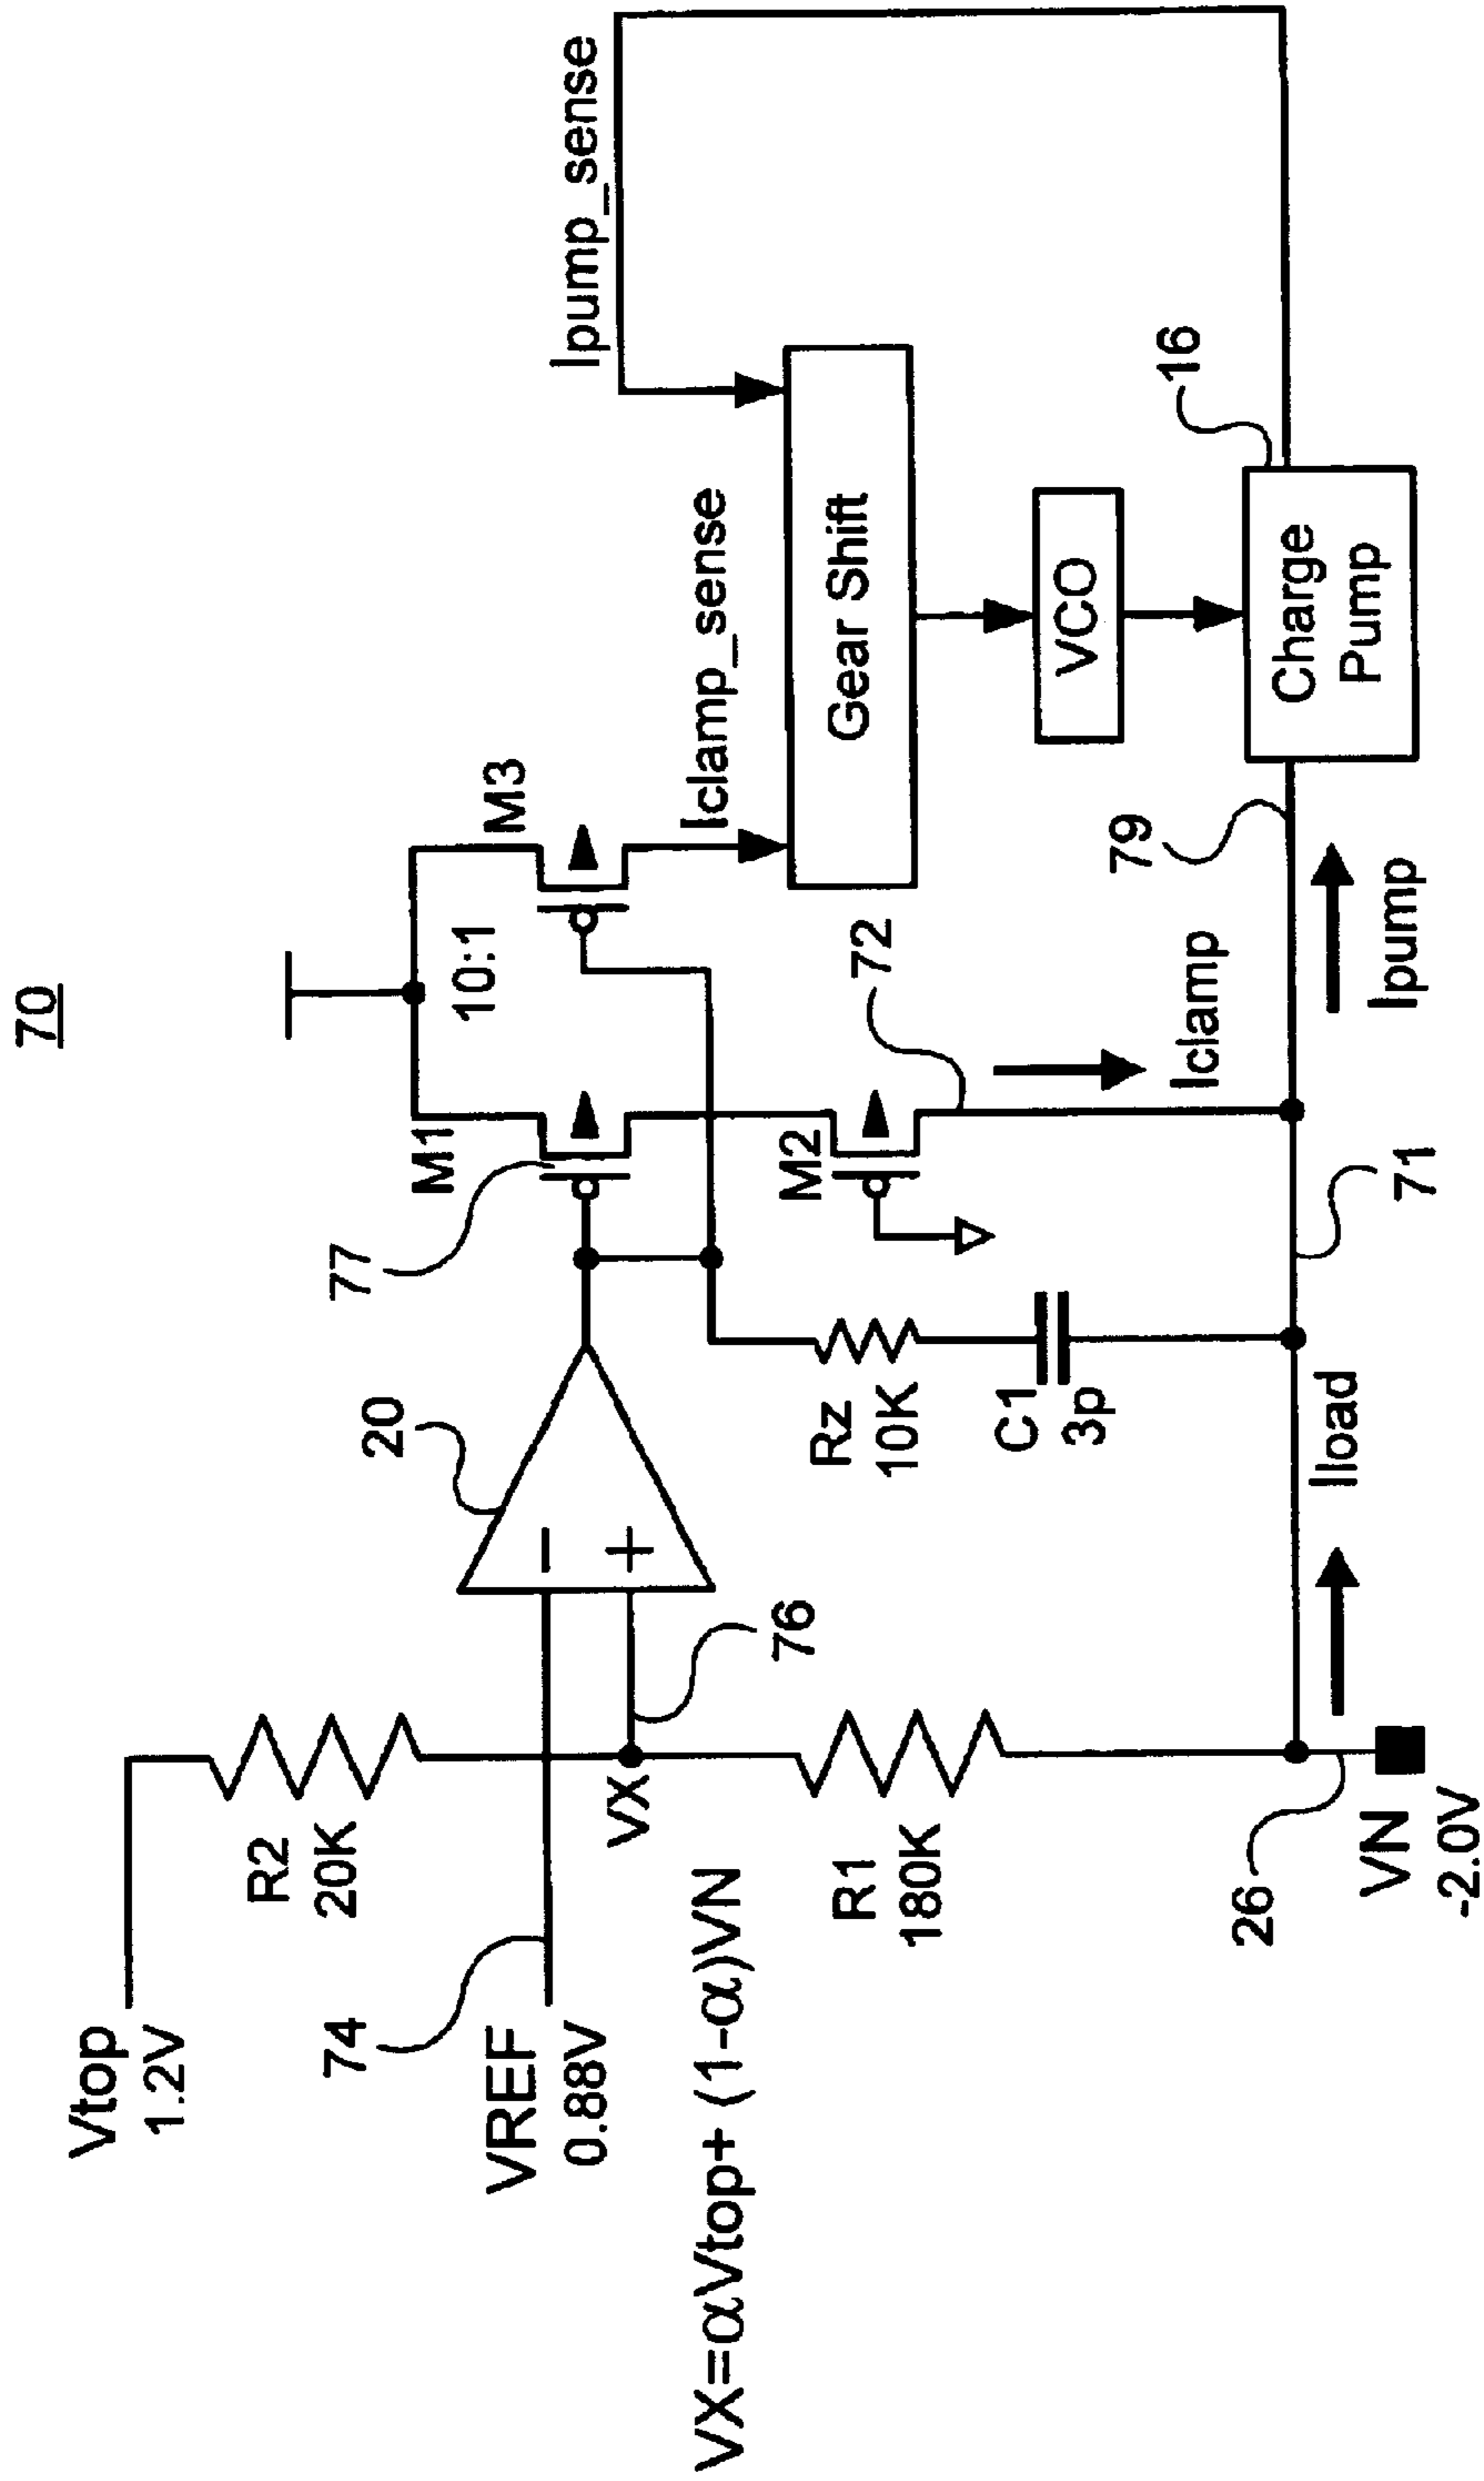 70
Vtop
1.2V
R2
20K
74
VREF
0.88V
VX
VX=αVtop+ (1-α)VN
76
R1
180K
26
VN
-2.0V
20
−
+
77
M1
10:1
M3
M2
72
Rz
10K
C1
3p
Iload
71
Iclamp
Ipump
79
Iclamp_sense
Ipump_sense
Gear Shift
VCO
Charge
Pump
16